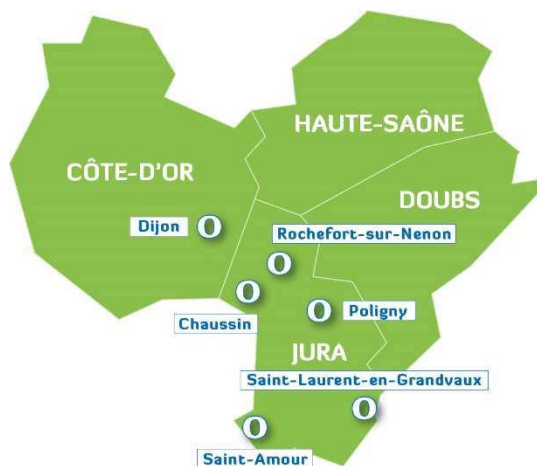 HAUTE-SAÔNE
CÔTE-D'OR
DOUBS
Dijon
Rochefort-sur-Nenon
Chaussin
Poligny
JURA
Saint-Laurent-en-Grandvaux
Saint-Amour